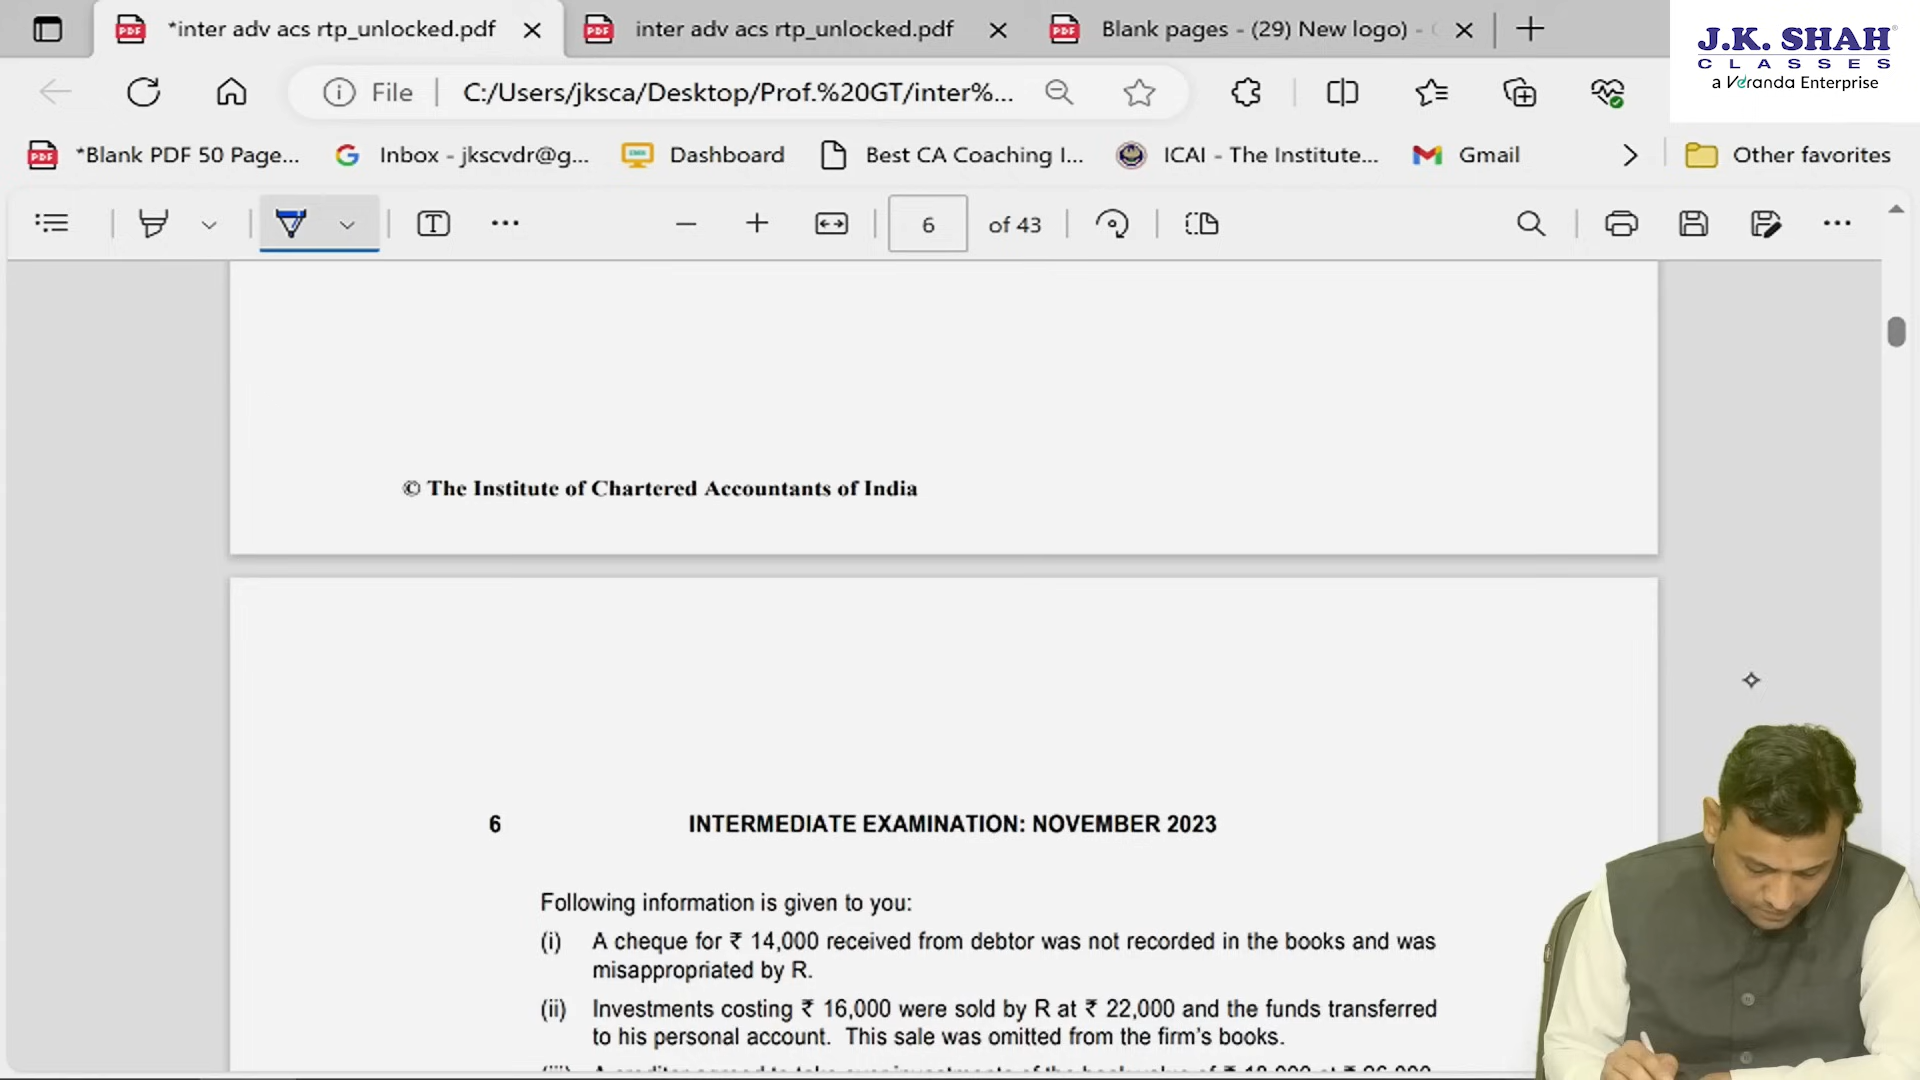 *inter adv acs rtp_unlocked.pdf
inter adv acs rtp_unlocked.pdf
Blank pages - (29) New logo) -
J.K. SHAH
CLASSES
a Veranda Enterprise
File
C:/Users/jksca/Desktop/Prof.%20GT/inter%...
*Blank PDF 50 Page...
Inbox - jkscvdr@g...
Dashboard
Best CA Coaching I...
ICAI - The Institute...
Gmail
Other favorites
6 of 43
© The Institute of Chartered Accountants of India
6 INTERMEDIATE EXAMINATION: NOVEMBER 2023
Following information is given to you:
(i) A cheque for ₹ 14,000 received from debtor was not recorded in the books and was
misappropriated by R.
(ii) Investments costing ₹ 16,000 were sold by R at ₹ 22,000 and the funds transferred
to his personal account. This sale was omitted from the firm's books.